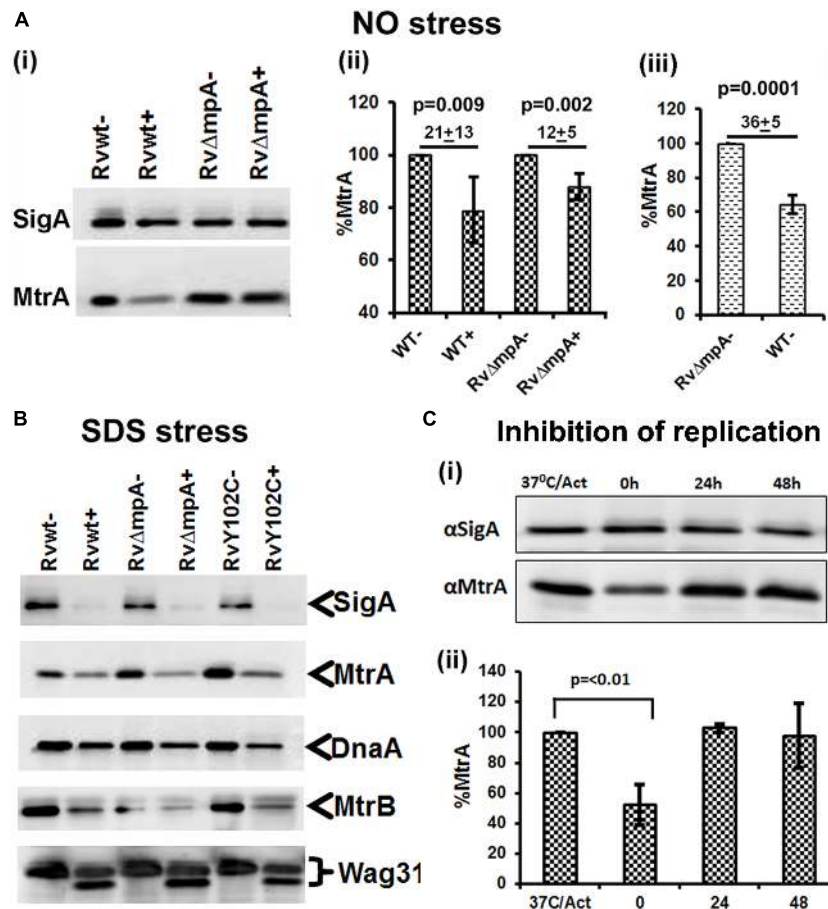 A
NO stress
(i)
Rvwt-
Rvwt+
RvΔmpA-
RvΔmpA+
SigA
MtrA
(ii)
p=0.009
p=0.002
21±13
12±5
%MtrA
100
80
60
40
WT-
WT+
RvΔmpA-
RvΔmpA+
(iii)
p=0.0001
36±5
%MtrA
120
100
80
60
40
20
0
RvΔmpA-
WT-
B
SDS stress
Rvwt-
Rvwt+
RvΔmpA-
RvΔmpA+
RvY102C-
RvY102C+
SigA
MtrA
DnaA
MtrB
Wag31
C
Inhibition of replication
(i)
37⁰C/Act 0h 24h 48h
αSigA
αMtrA
(ii)
p=<0.01
%MtrA
140
120
100
80
60
40
20
0
37C/Act 0 24 48